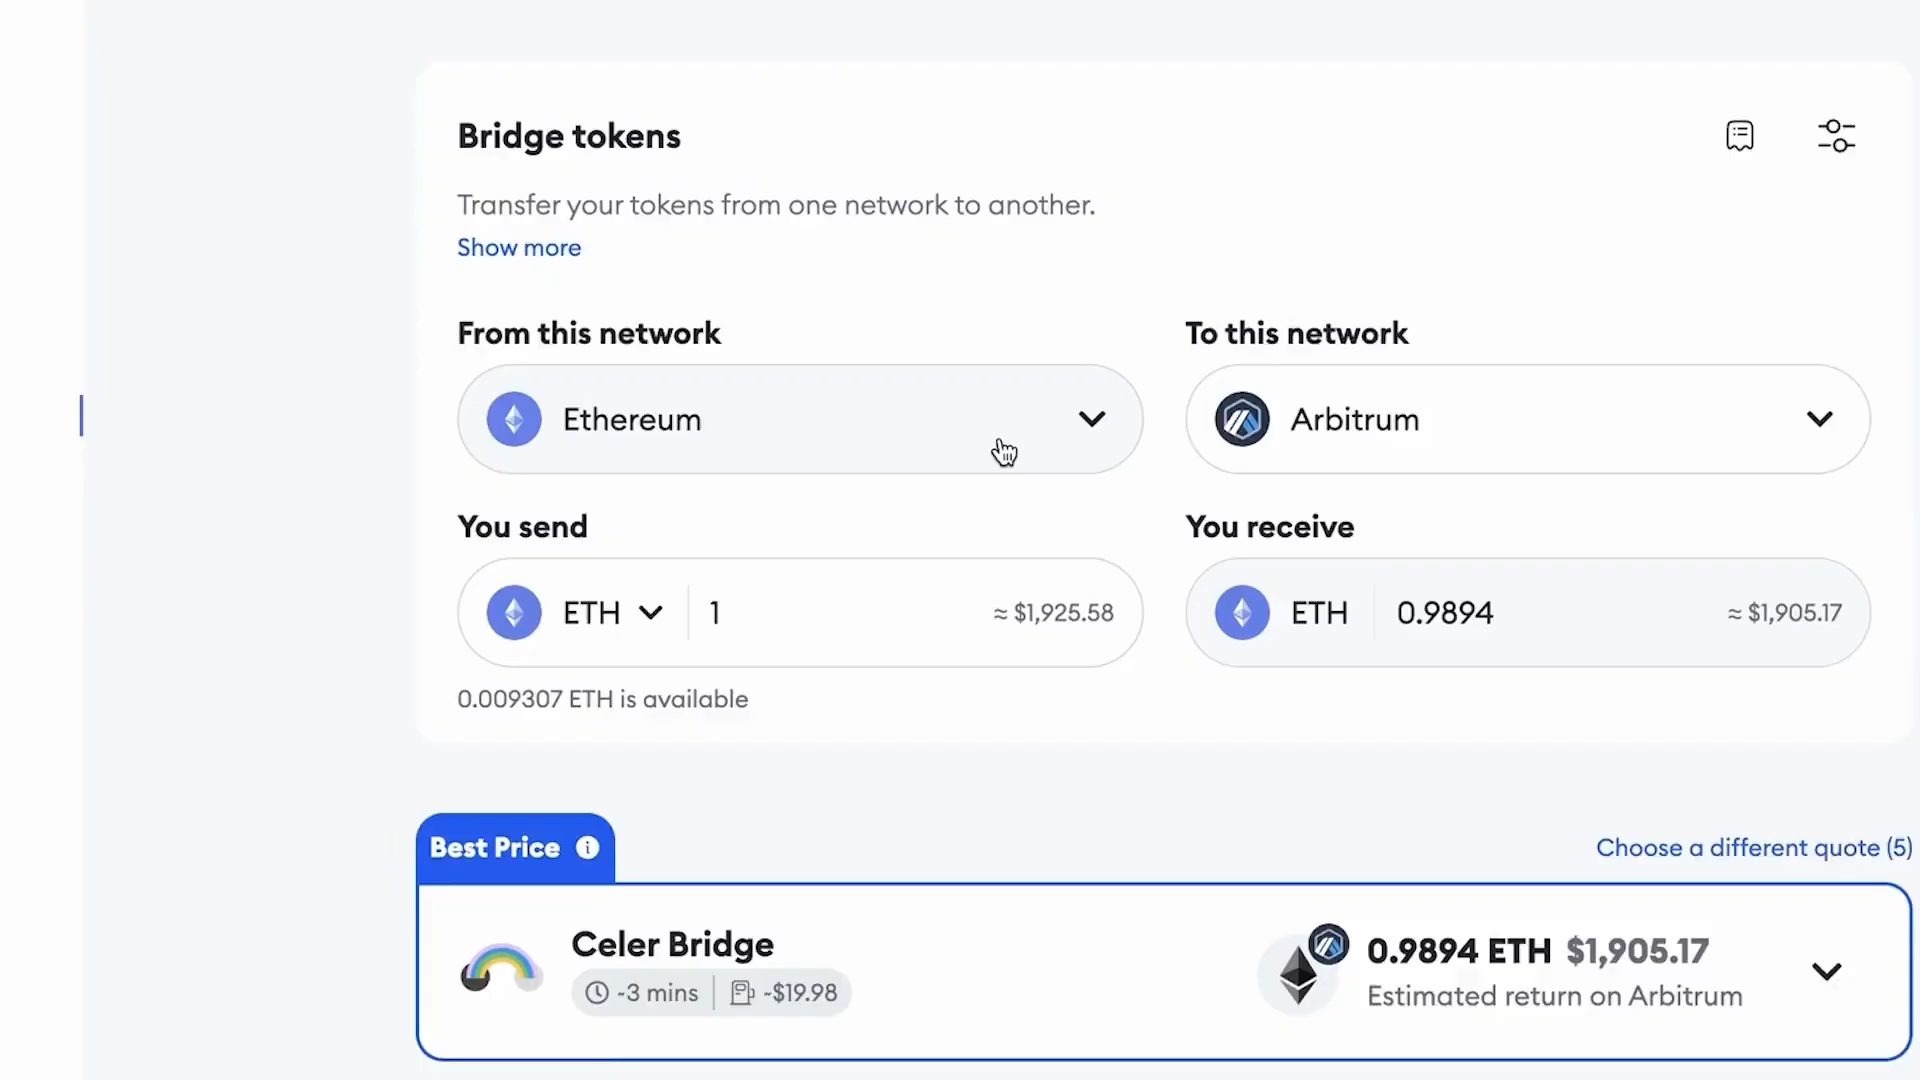 Bridge tokens
Transfer your tokens from one network to another.
Show more
From this network
To this network
Ethereum
Arbitrum
You send
You receive
ETH 1 ≈ $1,925.58
ETH 0.9894 ≈ $1,905.17
0.009307 ETH is available
Best Price i
Choose a different quote (5)
Celer Bridge
~3 mins ~$19.98
0.9894 ETH $1,905.17
Estimated return on Arbitrum